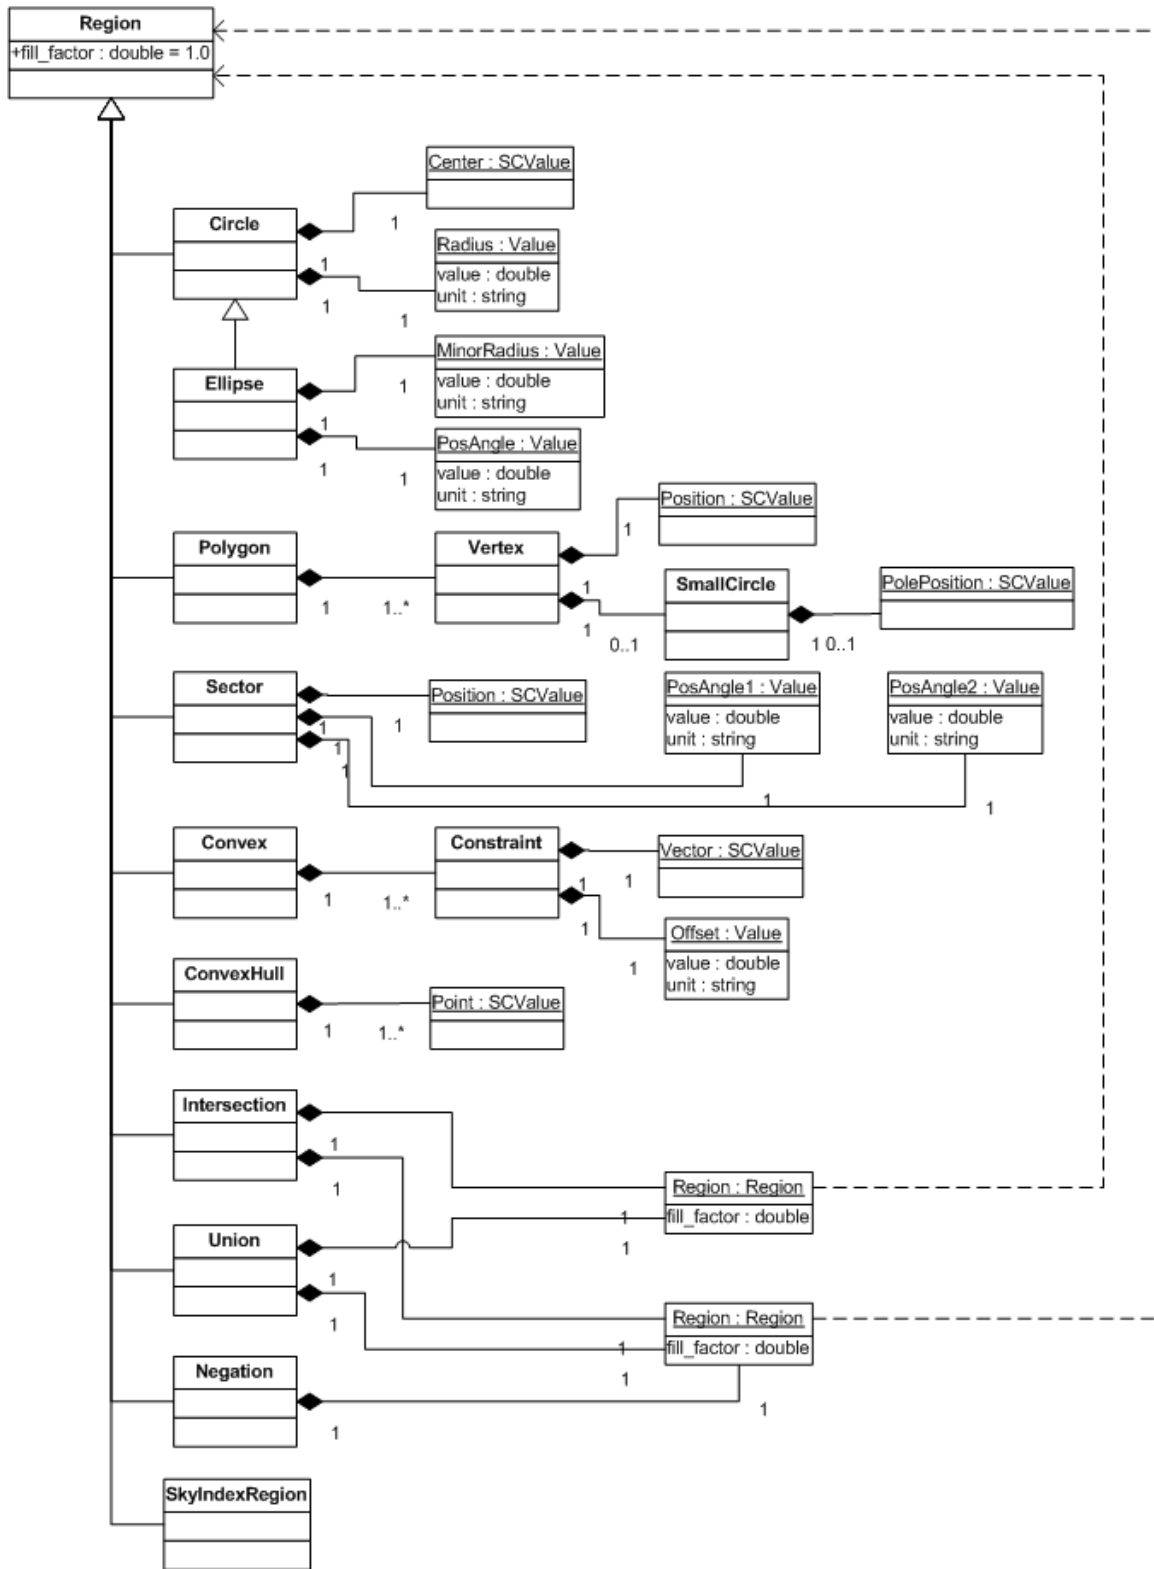 Region
+fill_factor : double = 1.0
Center : SCValue
1
Circle
1
Radius : Value
value : double
unit : string
1
1
MinorRadius : Value
value : double
unit : string
1
Ellipse
1
PosAngle : Value
value : double
unit : string
1
1
Position : SCValue
1
Polygon
1
1..*
Vertex
1
1
SmallCircle
0..1
PolePosition : SCValue
1 0..1
Sector
Position : SCValue
1
1
1
1
PosAngle1 : Value
value : double
unit : string
1
PosAngle2 : Value
value : double
unit : string
1
Convex
1
1..*
Constraint
1
1
Vector : SCValue
1
Offset : Value
value : double
unit : string
1
ConvexHull
1
1..*
Point : SCValue
Intersection
1
1
Region : Region
fill_factor : double
1
1
Union
1
1
Region : Region
fill_factor : double
1
1
1
Negation
1
SkyIndexRegion